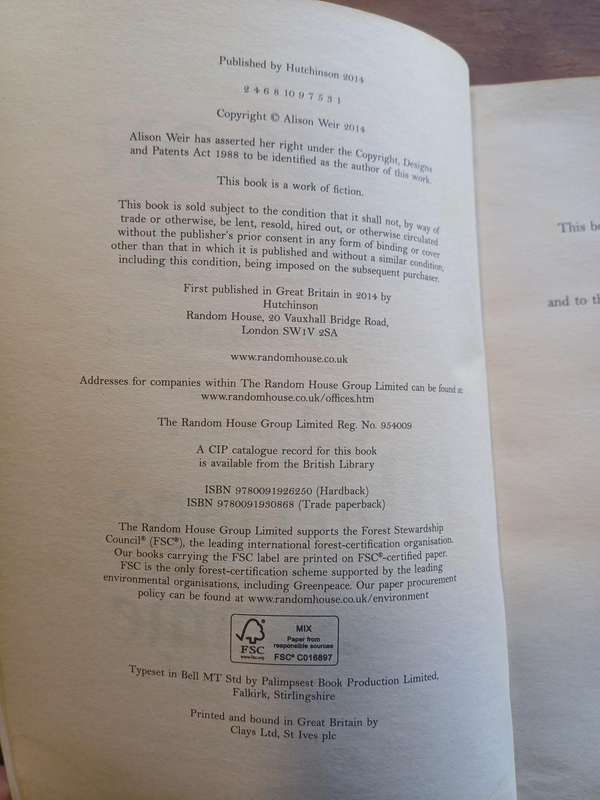 Published by Hutchinson 2014
2 4 6 8 10 9 7 5 3 1
Copyright © Alison Weir 2014
Alison Weir has asserted her right under the Copyright, Designs
and Patents Act 1988 to be identified as the author of this work.
This book is a work of fiction.
This book is sold subject to the condition that it shall not, by way of
trade or otherwise, be lent, resold, hired out, or otherwise circulated
without the publisher's prior consent in any form of binding or cover
other than that in which it is published and without a similar condition,
including this condition, being imposed on the subsequent purchaser.
First published in Great Britain in 2014 by
Hutchinson
Random House, 20 Vauxhall Bridge Road,
London SW1V 2SA
www.randomhouse.co.uk
Addresses for companies within The Random House Group Limited can be found at:
www.randomhouse.co.uk/offices.htm
The Random House Group Limited Reg. No. 954009
A CIP catalogue record for this book
is available from the British Library
ISBN 9780091926250 (Hardback)
ISBN 9780091930868 (Trade paperback)
The Random House Group Limited supports the Forest Stewardship
Council® (FSC®), the leading international forest-certification organisation.
Our books carrying the FSC label are printed on FSC®-certified paper.
FSC is the only forest-certification scheme supported by the leading
environmental organisations, including Greenpeace. Our paper procurement
policy can be found at www.randomhouse.co.uk/environment
FSC
www.fsc.org
MIX
Paper from
responsible sources
FSC® C016897
Typeset in Bell MT Std by Palimpsest Book Production Limited,
Falkirk, Stirlingshire
Printed and bound in Great Britain by
Clays Ltd, St Ives plc
This
and to